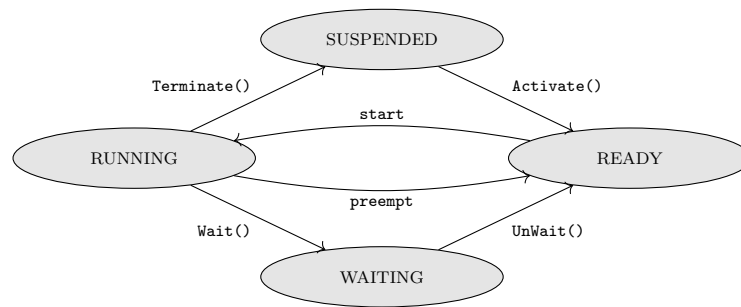 SUSPENDED
Terminate()
Activate()
start
RUNNING
READY
preempt
Wait()
UnWait()
WAITING